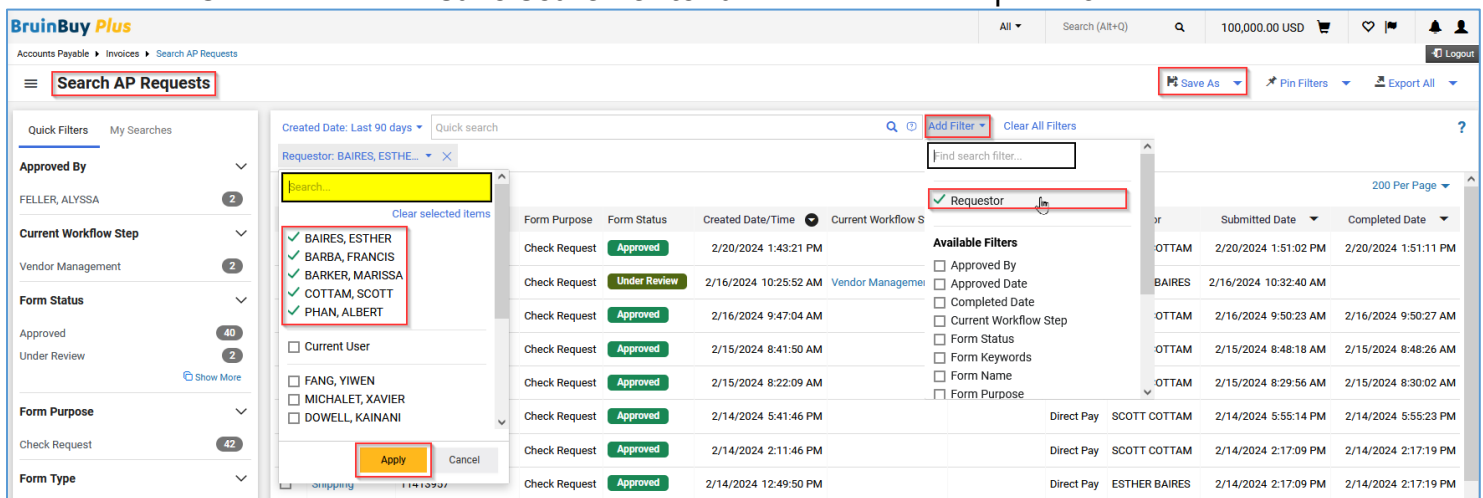 BruinBuy Plus
All
Search (Alt+Q)
100,000.00 USD
Accounts Payable
Invoices
Search AP Requests
Logout
Search AP Requests
Save As
Pin Filters
Export All
Quick Filters
My Searches
Created Date: Last 90 days
Quick search
Add Filter
Clear All Filters
?
Requestor: BAIRES, ESTHE...
Find search filter...
Approved By
FELLER, ALYSSA 2
Current Workflow Step
Vendor Management 2
Form Status
Approved 40
Under Review 2
Show More
Form Purpose
Check Request 42
Form Type
Search...
Clear selected items
BAIRES, ESTHER
BARBA, FRANCIS
BARKER, MARISSA
COTTAM, SCOTT
PHAN, ALBERT
Current User
FANG, YIWEN
MICHALET, XAVIER
DOWELL, KAINANI
Apply
Cancel
Requestor
Available Filters
Approved By
Approved Date
Completed Date
Current Workflow Step
Form Status
Form Keywords
Form Name
Form Purpose
200 Per Page
Form Purpose Form Status Created Date/Time Current Workflow S Submitted Date Completed Date
Check Request Approved 2/20/2024 1:43:21 PM OTTAM 2/20/2024 1:51:02 PM 2/20/2024 1:51:11 PM
Check Request Under Review 2/16/2024 10:25:52 AM Vendor Manageme BAIRES 2/16/2024 10:32:40 AM
Check Request Approved 2/16/2024 9:47:04 AM OTTAM 2/16/2024 9:50:23 AM 2/16/2024 9:50:27 AM
Check Request Approved 2/15/2024 8:41:50 AM OTTAM 2/15/2024 8:48:18 AM 2/15/2024 8:48:26 AM
Check Request Approved 2/15/2024 8:22:09 AM OTTAM 2/15/2024 8:29:56 AM 2/15/2024 8:30:02 AM
Check Request Approved 2/14/2024 5:41:46 PM Direct Pay SCOTT COTTAM 2/14/2024 5:55:14 PM 2/14/2024 5:55:23 PM
Check Request Approved 2/14/2024 2:11:46 PM Direct Pay SCOTT COTTAM 2/14/2024 2:17:09 PM 2/14/2024 2:17:19 PM
Shipping 11413957 Check Request Approved 2/14/2024 12:49:50 PM Direct Pay ESTHER BAIRES 2/14/2024 2:17:09 PM 2/14/2024 2:17:19 PM